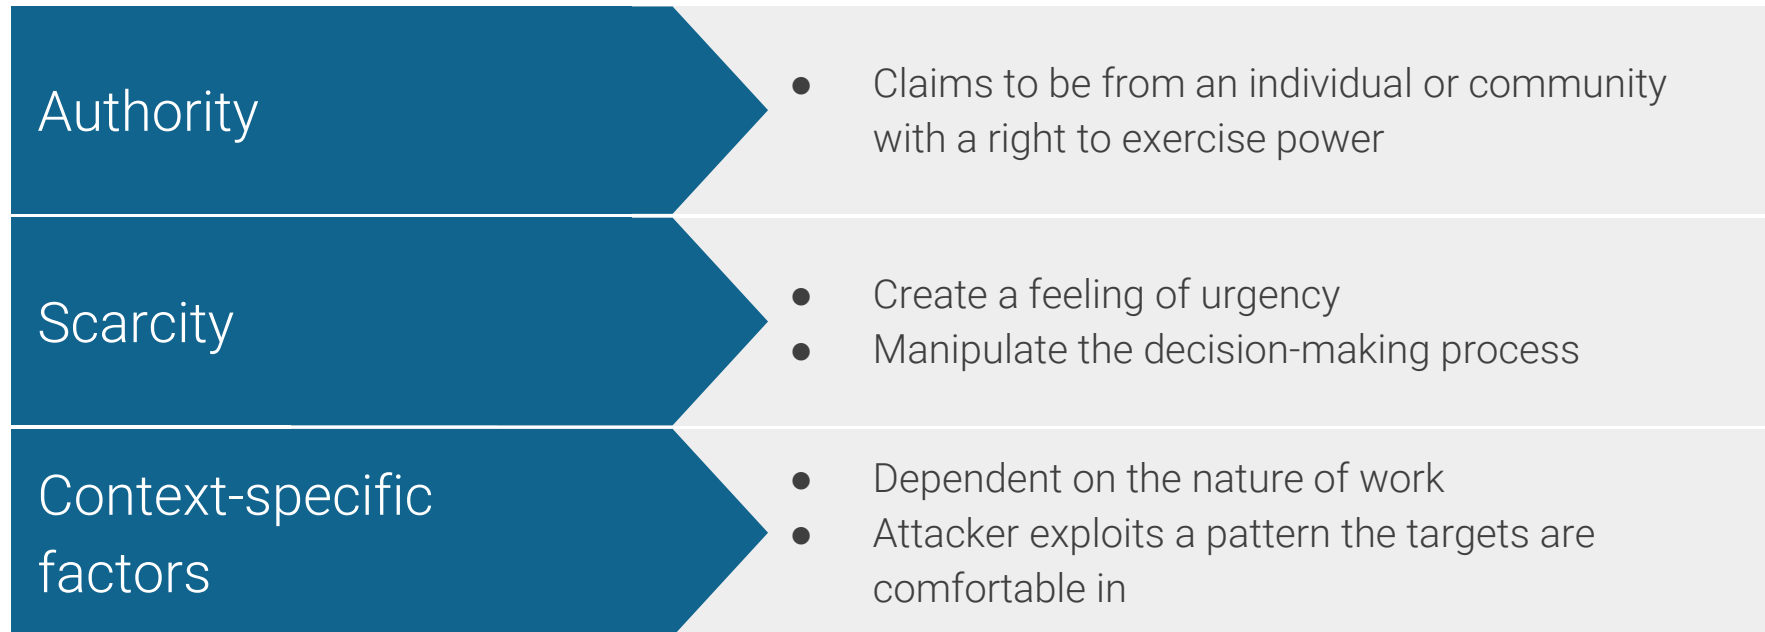 Authority
● Claims to be from an individual or community
with a right to exercise power
Scarcity
● Create a feeling of urgency
● Manipulate the decision-making process
Context-specific
factors
● Dependent on the nature of work
● Attacker exploits a pattern the targets are
comfortable in